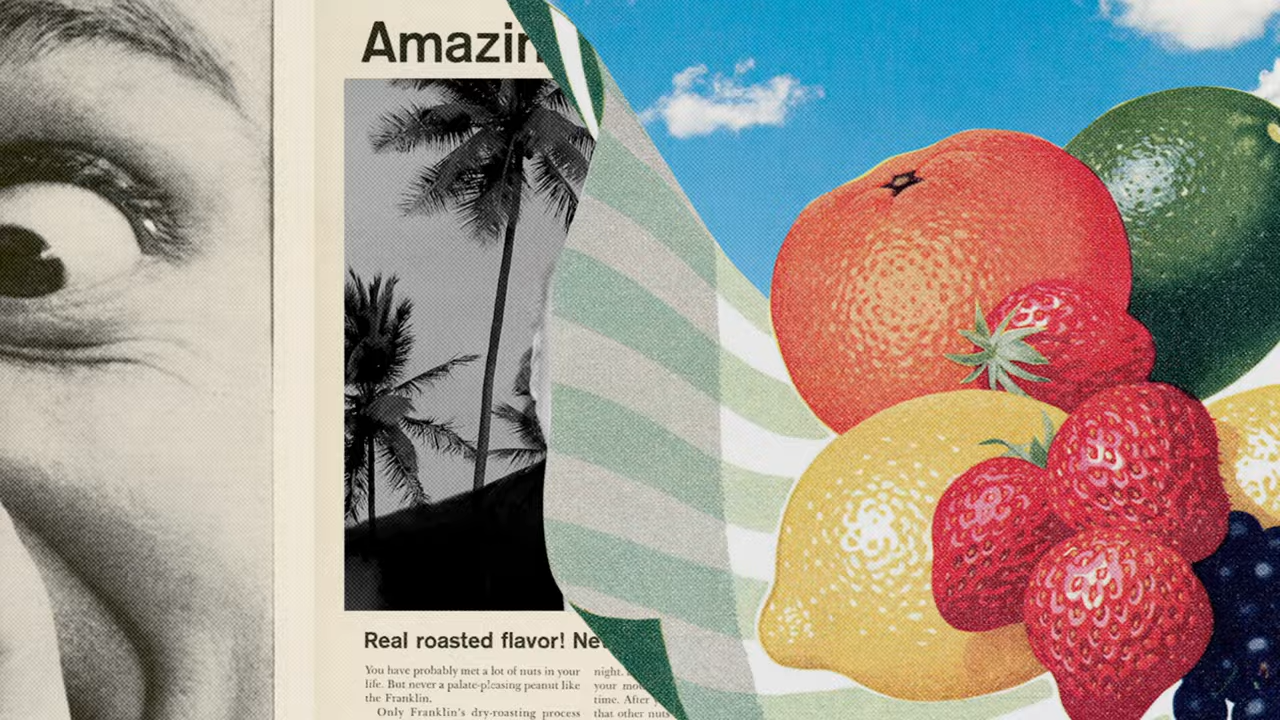 Amazin
Real roasted flavor! Ne
You have probably met a lot of nuts in your
life. But never a palate-pleasing peanut like
the Franklin.
Only Franklin's dry-roasting process
night.
your mo
time. After y
that other nuts